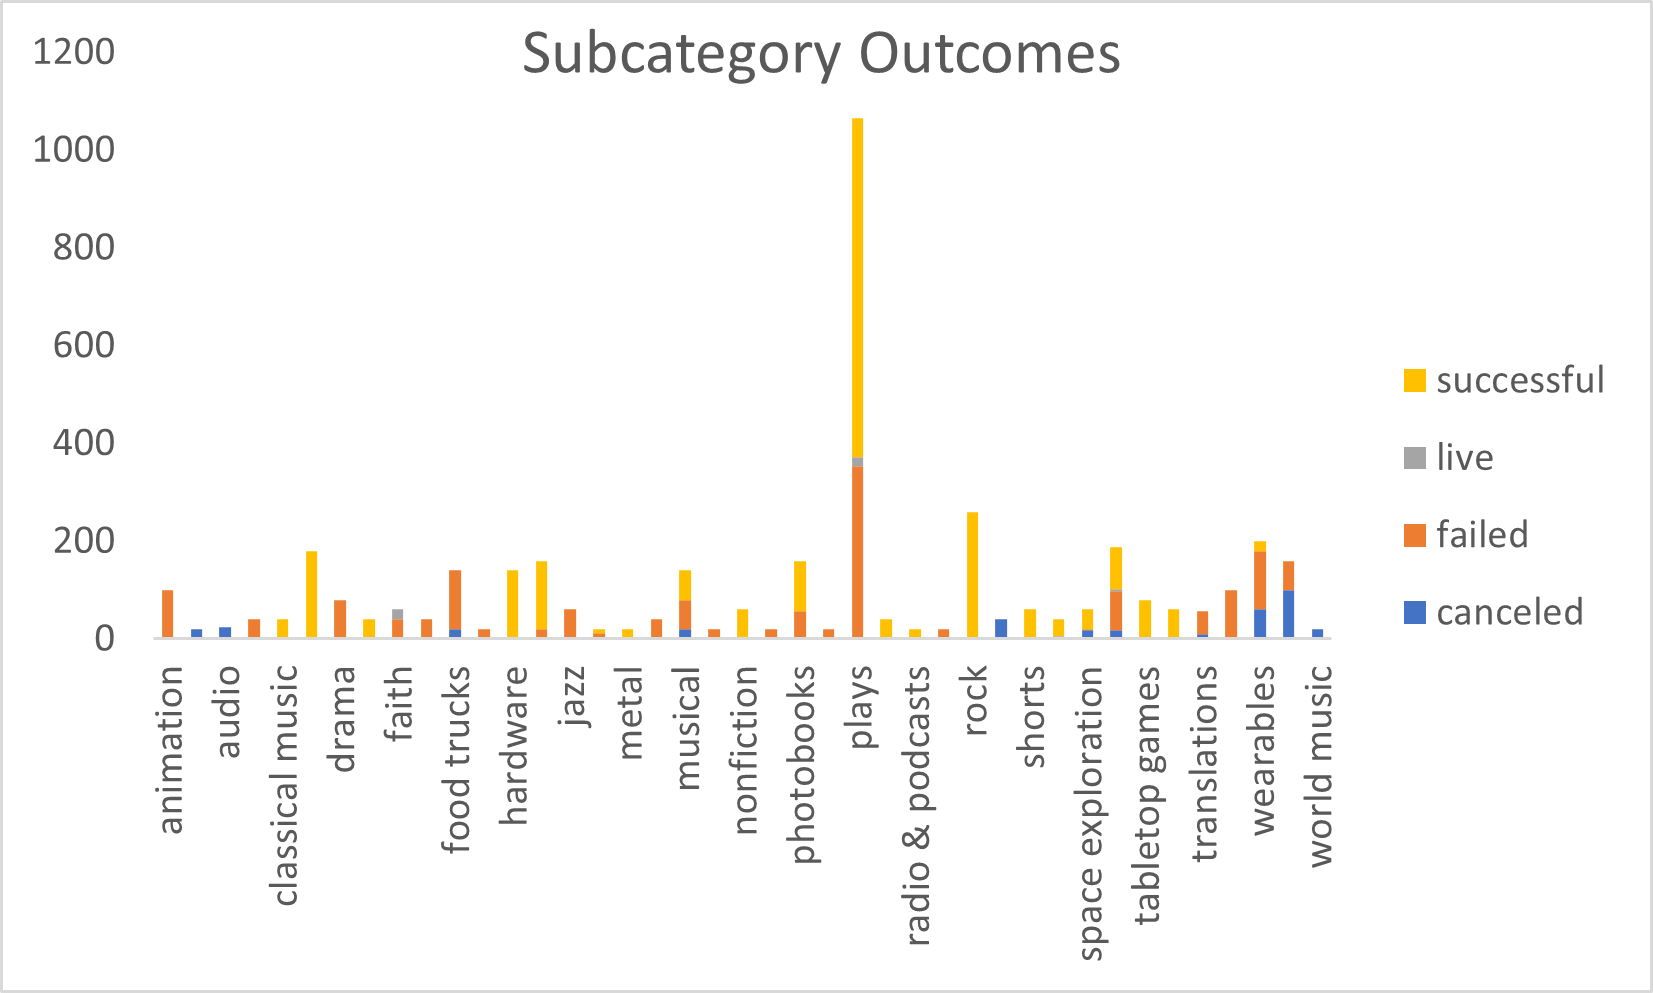 Subcategory Outcomes
1200
1000
800
600
400
200
0
animation
audio
classical music
drama
faith
food trucks
hardware
jazz
metal
musical
nonfiction
photobooks
plays
radio & podcasts
rock
shorts
space exploration
tabletop games
translations
wearables
world music
successful
live
failed
canceled